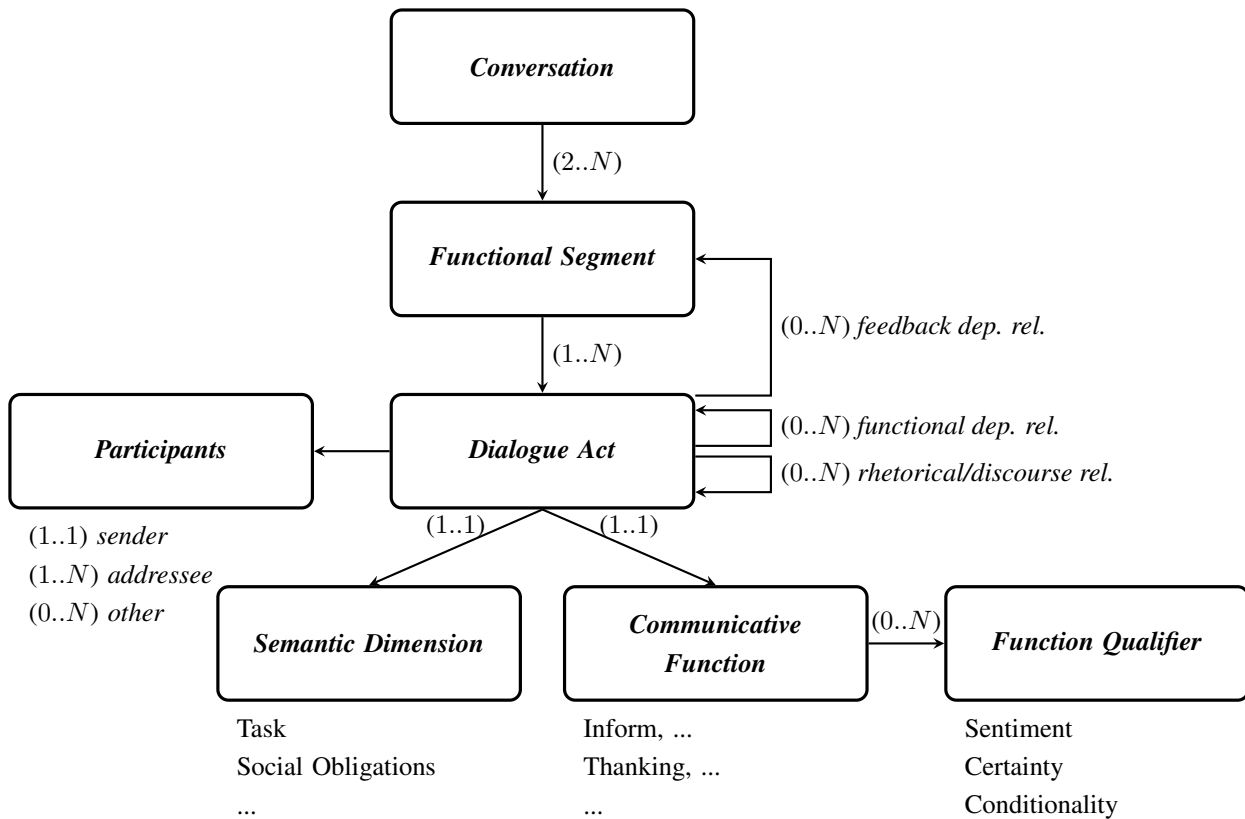 Conversation
(2..N)
Functional Segment
(0..N) feedback dep. rel.
(1..N)
Participants
Dialogue Act
(0..N) functional dep. rel.
(0..N) rhetorical/discourse rel.
(1..1) sender
(1..N) addressee
(0..N) other
(1..1)
(1..1)
Semantic Dimension
Communicative
Function
(0..N)
Function Qualifier
Task
Social Obligations
...
Inform, ...
Thanking, ...
...
Sentiment
Certainty
Conditionality